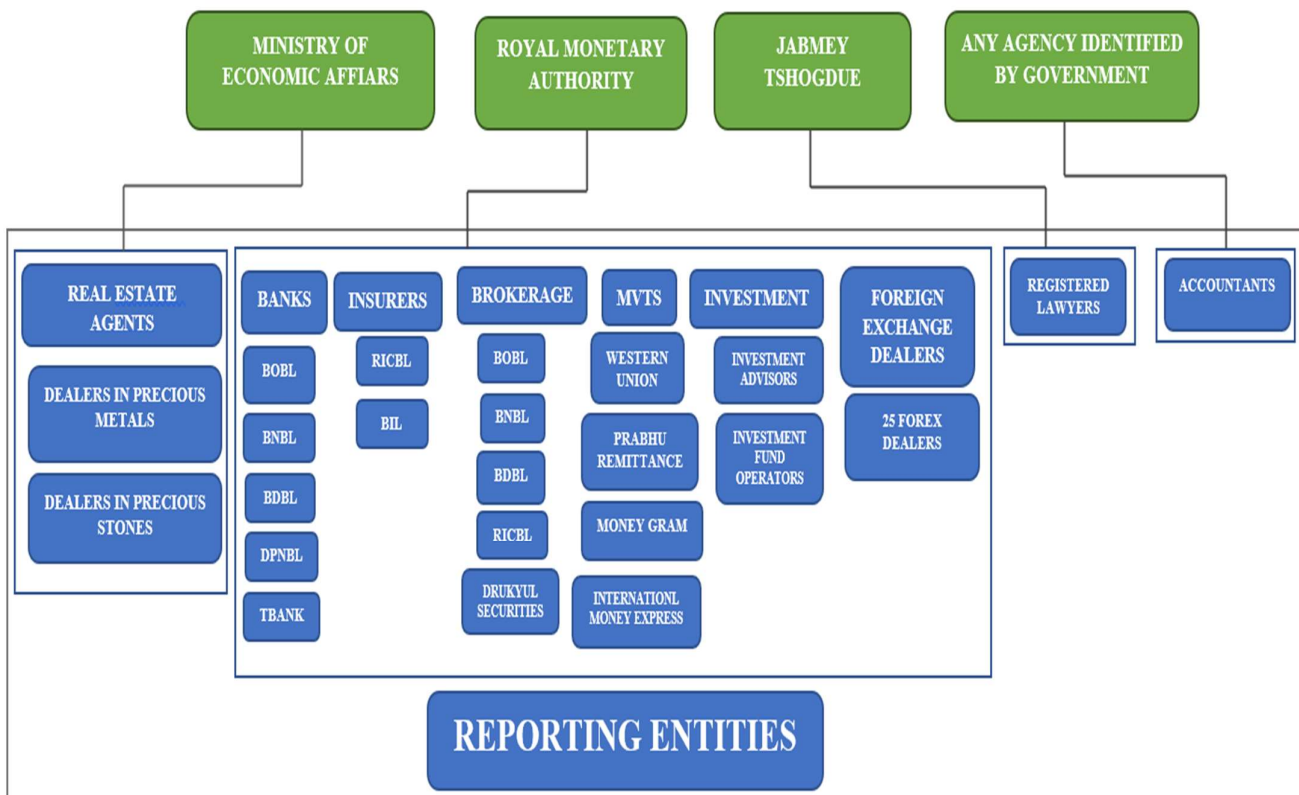 MINISTRY OF
ECONOMIC AFFIARS
ROYAL MONETARY
AUTHORITY
JABMEY
TSHOGDUE
ANY AGENCY IDENTIFIED
BY GOVERNMENT
REAL ESTATE
AGENTS
DEALERS IN PRECIOUS
METALS
DEALERS IN PRECIOUS
STONES
BANKS
BOBL
BNBL
BDBL
DPNBL
TBANK
INSURERS
RICBL
BIL
BROKERAGE
BOBL
BNBL
BDBL
RICBL
DRUKYUL
SECURITIES
MVTS
WESTERN
UNION
PRABHU
REMITTANCE
MONEY GRAM
INTERNATIONL
MONEY EXPRESS
INVESTMENT
INVESTMENT
ADVISORS
INVESTMENT
FUND
OPERATORS
FOREIGN
EXCHANGE
DEALERS
25 FOREX
DEALERS
REGISTERED
LAWYERS
ACCOUNTANTS
REPORTING ENTITIES